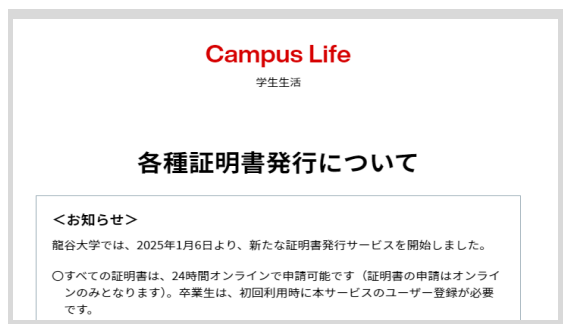 Campus Life
学生生活
各種証明書発行について
＜お知らせ＞
龍谷大学では、2025年1月6日より、新たな証明書発行サービスを開始しました。
〇すべての証明書は、24時間オンラインで申請可能です（証明書の申請はオンライ
ンのみとなります）。卒業生は、初回利用時に本サービスのユーザー登録が必要
です。